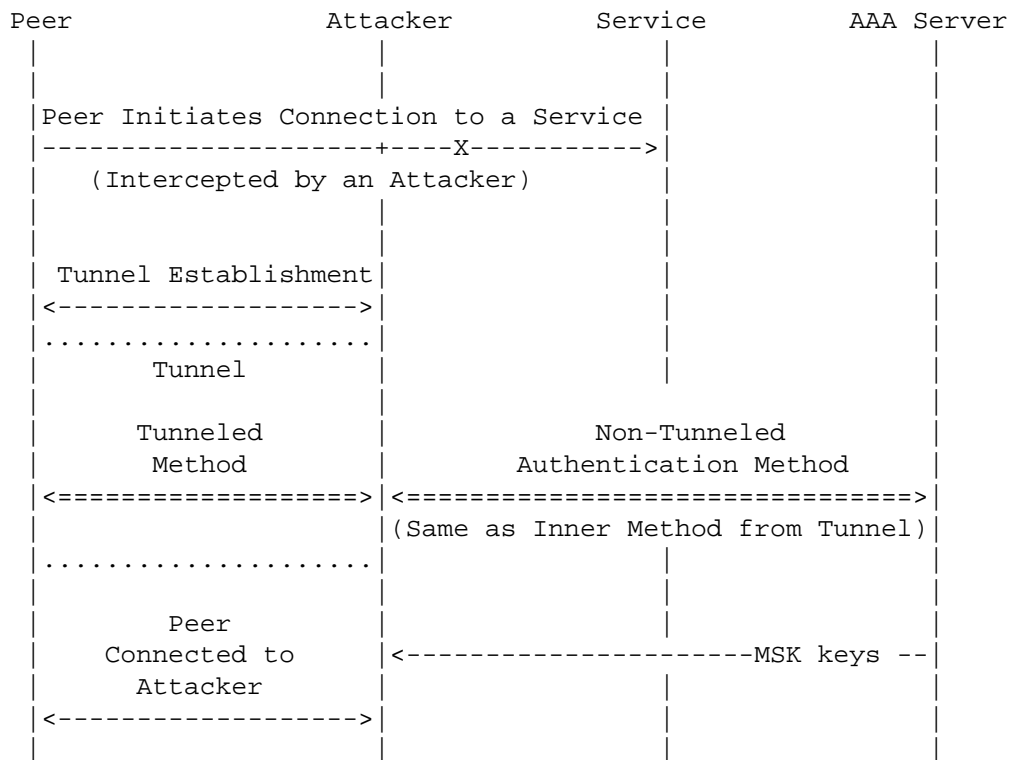 Peer Attacker Service AAA Server
Peer Initiates Connection to a Service
X
(Intercepted by an Attacker)
Tunnel Establishment
Tunnel
Tunneled Non-Tunneled
Method Authentication Method
(Same as Inner Method from Tunnel)
Peer
Connected to MSK keys
Attacker